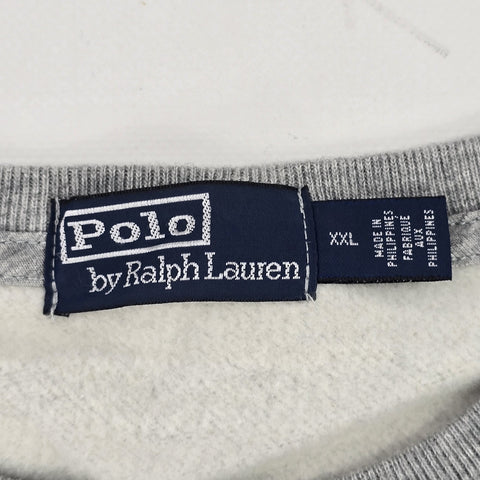 Polo
by Ralph Lauren
XXL
MADE IN
PHILIPPINES
FABRIQUE
AUX
PHILIPPINES